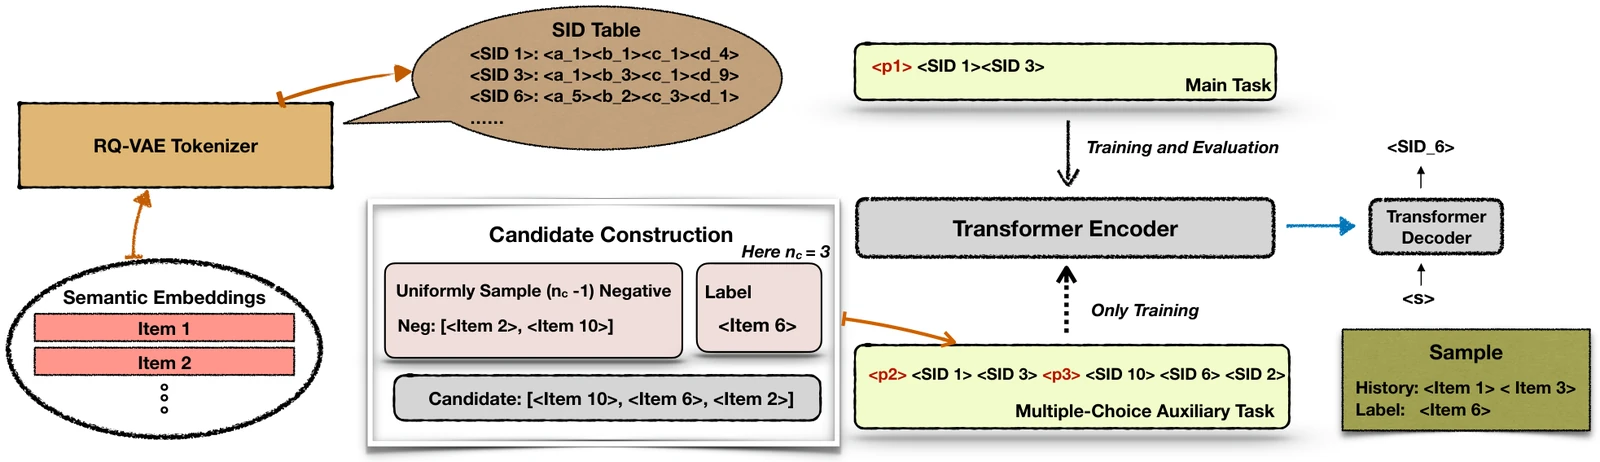 SID Table
<SID 1>: <a_1><b_1><c_1><d_4>
<SID 3>: <a_1><b_3><c_1><d_9>
<SID 6>: <a_5><b_2><c_3><d_1>
......
RQ-VAE Tokenizer
Semantic Embeddings
Item 1
Item 2
Candidate Construction
Here n꜀ = 3
Uniformly Sample (n꜀ -1) Negative
Neg: [<Item 2>, <Item 10>]
Label
<Item 6>
Candidate: [<Item 10>, <Item 6>, <Item 2>]
<p1> <SID 1><SID 3>
Main Task
Training and Evaluation
Transformer Encoder
Only Training
<p2> <SID 1> <SID 3> <p3> <SID 10> <SID 6> <SID 2>
Multiple-Choice Auxiliary Task
<SID_6>
Transformer
Decoder
<s>
Sample
History: <Item 1> < Item 3>
Label: <Item 6>